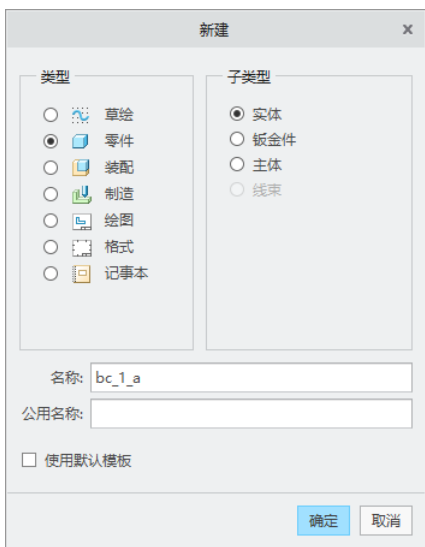 新建
x
类型
子类型
草绘
零件
装配
制造
绘图
格式
记事本
实体
钣金件
主体
线束
名称: bc_1_a
公用名称:
使用默认模板
确定
取消